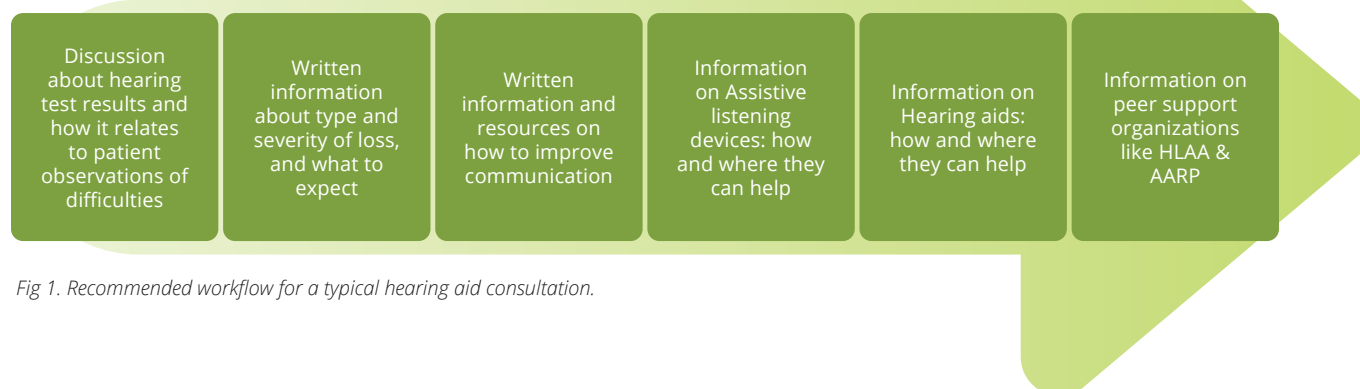 Discussion
about hearing
test results and
how it relates
to patient
observations of
difficulties
Written
information
about type and
severity of loss,
and what to
expect
Written
information and
resources on
how to improve
communication
Information
on Assistive
listening
devices: how
and where they
can help
Information on
Hearing aids:
how and where
they can help
Information on
peer support
organizations
like HLAA &
AARP
Fig 1. Recommended workflow for a typical hearing aid consultation.